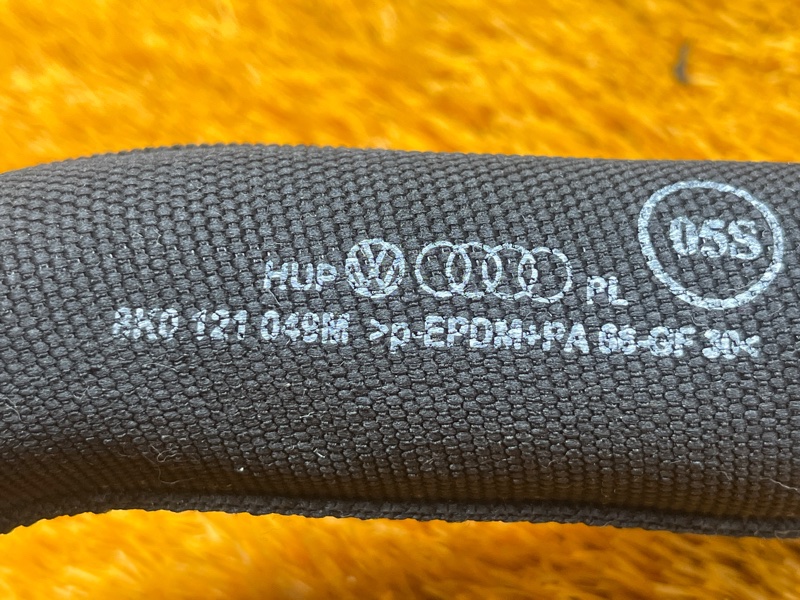 05S
HUP PL
8K0 121 049M >p-EPDM+PA 66-GF 30<